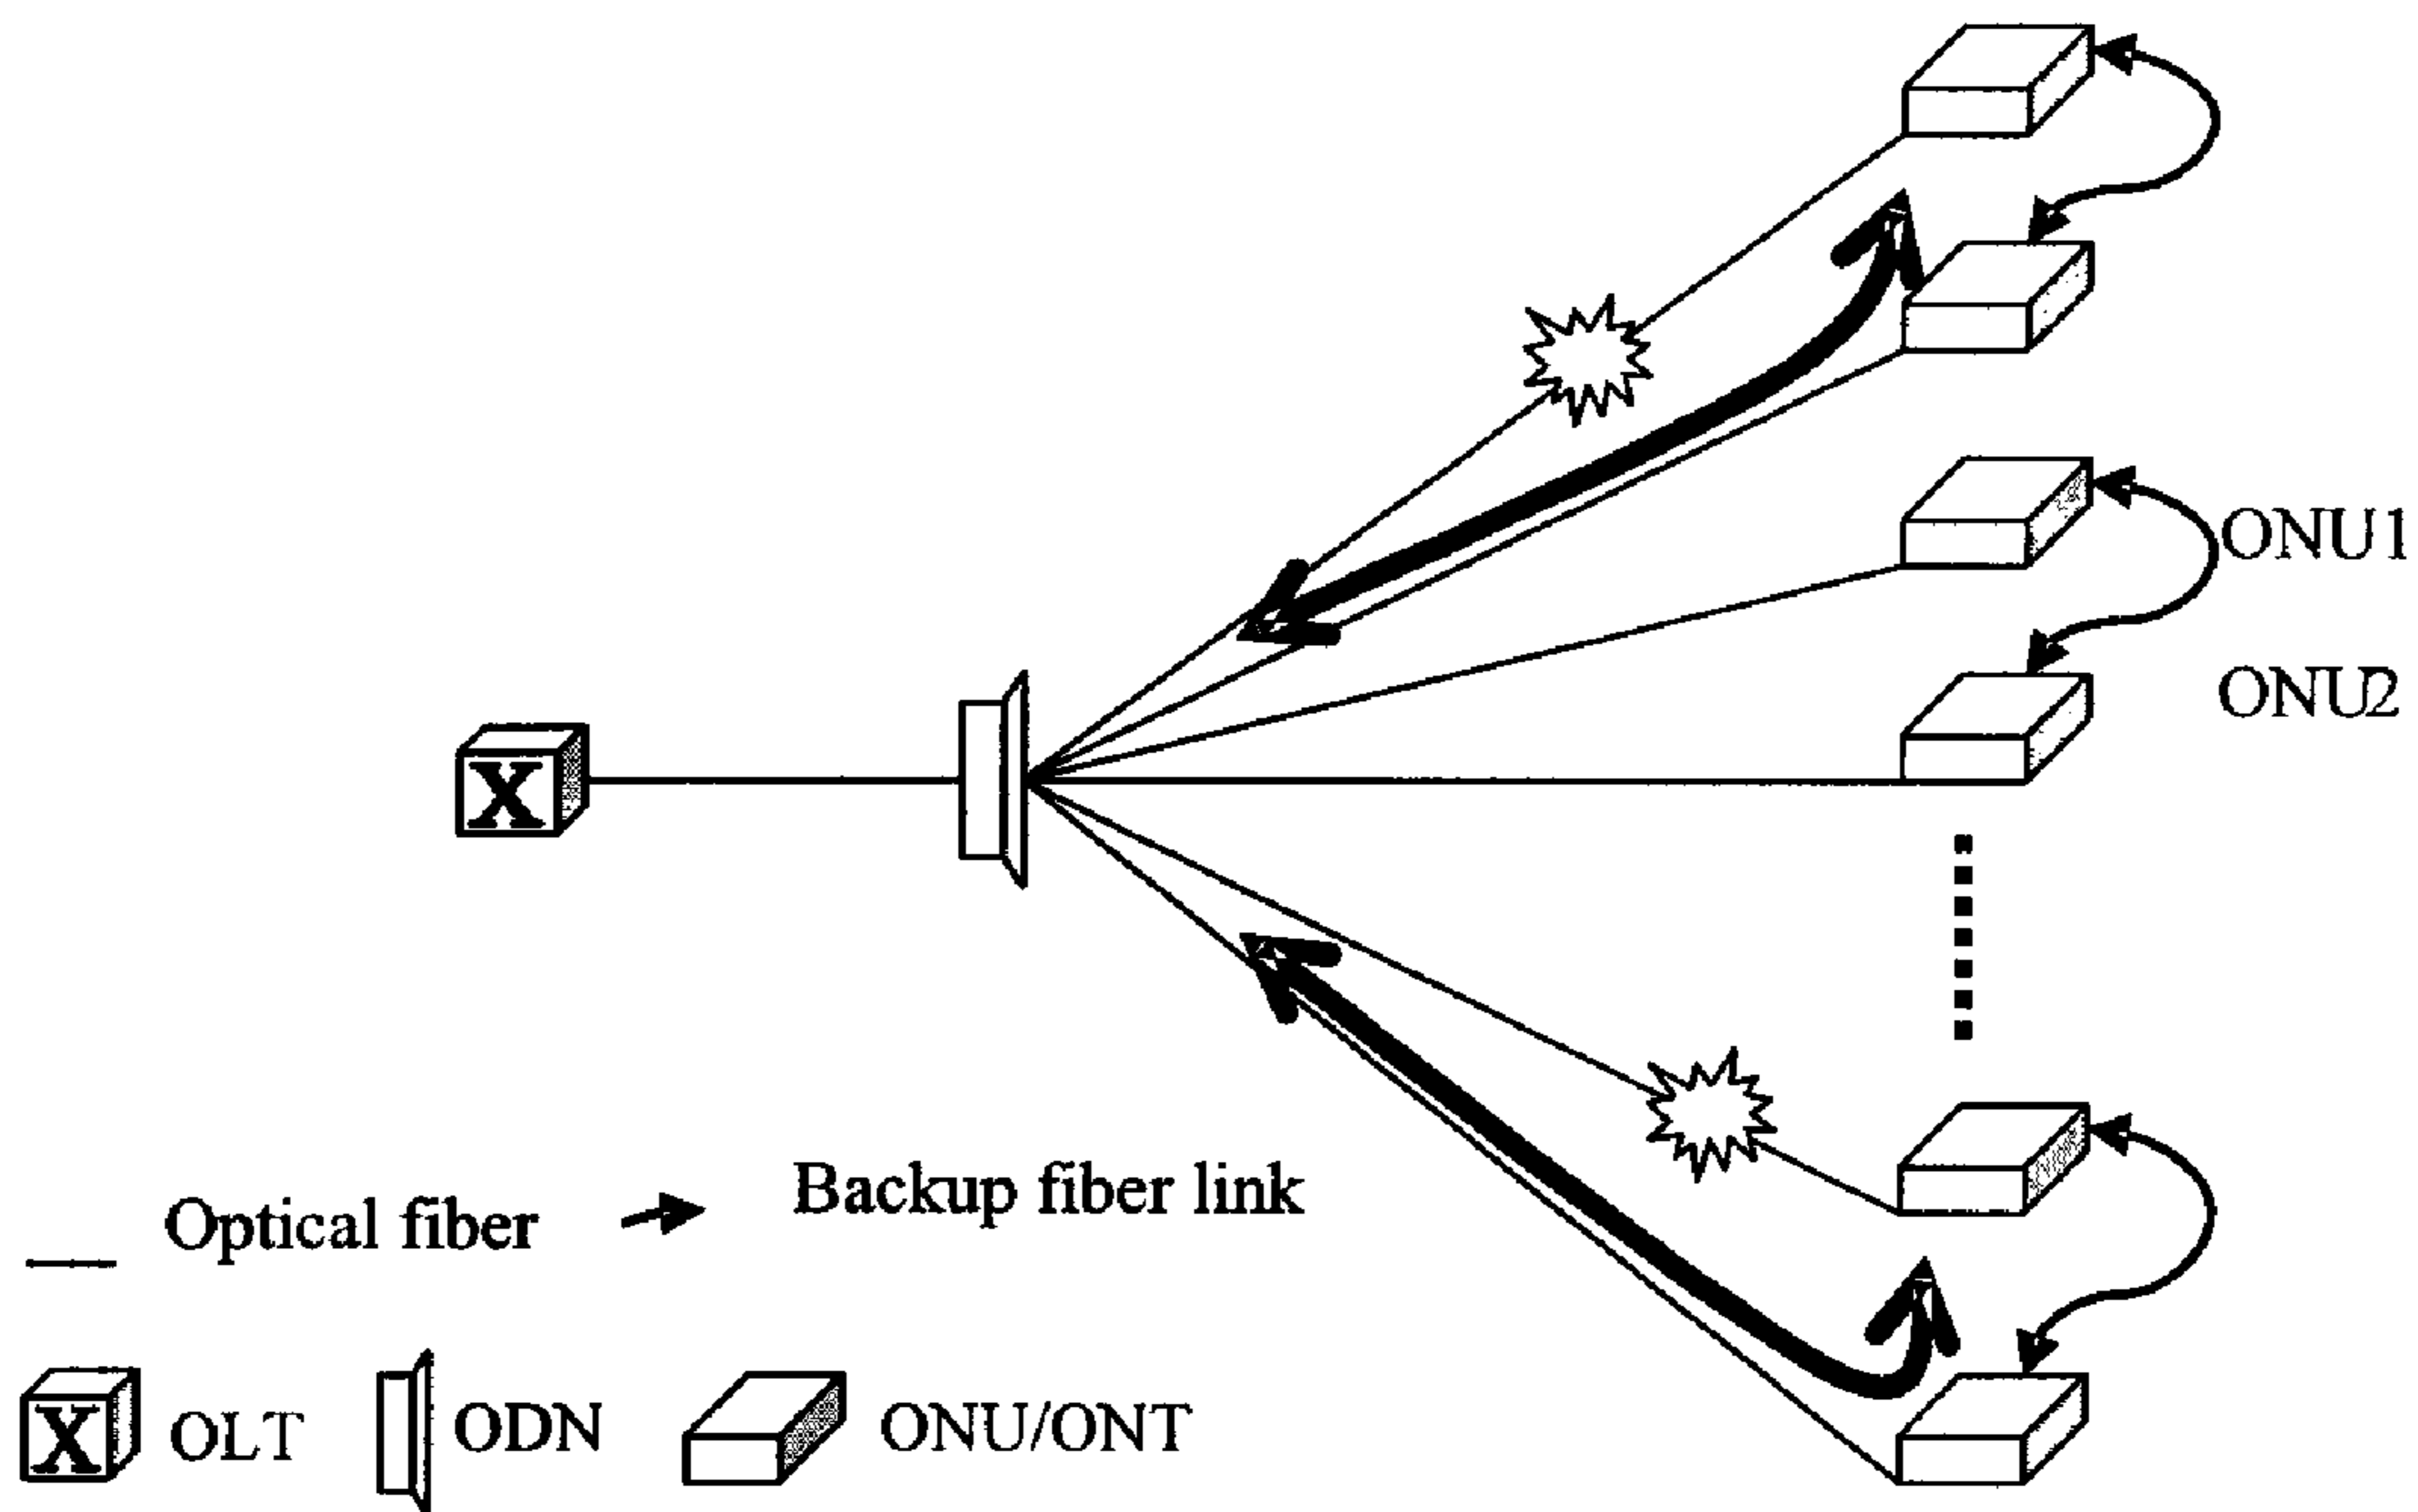 ONU1
ONU2
X
Optical fiber
Backup fiber link
X
OLT
ODN
ONU/ONT